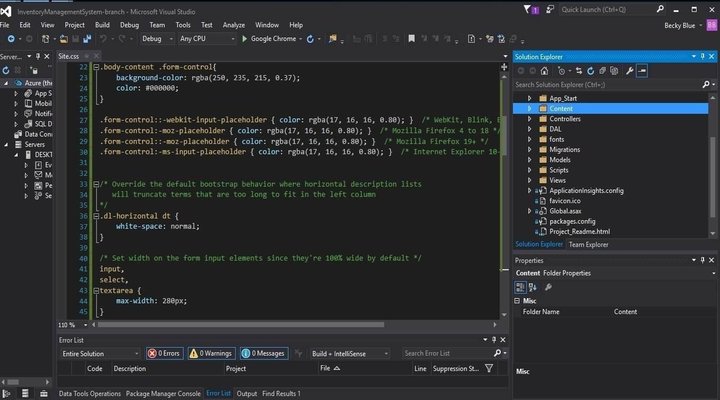 InventoryManagementSystem-branch - Microsoft Visual Studio
1
Quick Launch (Ctrl+Q)
File Edit View Project Build Debug Team Tools Test Analyze Window Help
Becky Blue
BB
Debug Any CPU Google Chrome
Server...
Azure (the
App S
Mobil
Notific
SQL Da
Data Conn
Servers
DESKT
Ev
Me
Pe
Se
Site.css
22 .body-content .form-control{
23 background-color: rgba(250, 235, 215, 0.37);
24 color: #000000;
25 }
26
27 .form-control::-webkit-input-placeholder { color: rgba(17, 16, 16, 0.80); } /* WebKit, Blink, E
28 .form-control:-moz-placeholder { color: rgba(17, 16, 16, 0.80); } /* Mozilla Firefox 4 to 18 */
29 .form-control::-moz-placeholder { color: rgba(17, 16, 16, 0.80); } /* Mozilla Firefox 19+ */
30 .form-control:-ms-input-placeholder { color: rgba(17, 16, 16, 0.80); } /* Internet Explorer 10-
31
32
33 /* Override the default bootstrap behavior where horizontal description lists
34 will truncate terms that are too long to fit in the left column
35 */
36 .dl-horizontal dt {
37 white-space: normal;
38 }
39
40 /* Set width on the form input elements since they're 100% wide by default */
41 input,
42 select,
43 textarea {
44 max-width: 280px;
45 }
110 %
Error List
Entire Solution 0 Errors 0 Warnings 0 Messages Build + IntelliSense Search Error List
Code Description Project File Line Suppression St...
Data Tools Operations Package Manager Console Error List Output Find Results 1
Solution Explorer
Search Solution Explorer (Ctrl+;)
App_Start
Content
Controllers
DAL
fonts
Migrations
Models
Scripts
Views
ApplicationInsights.config
favicon.ico
Global.asax
packages.config
Project_Readme.html
Solution Explorer Team Explorer
Properties
Content Folder Properties
Misc
Folder Name Content
Misc